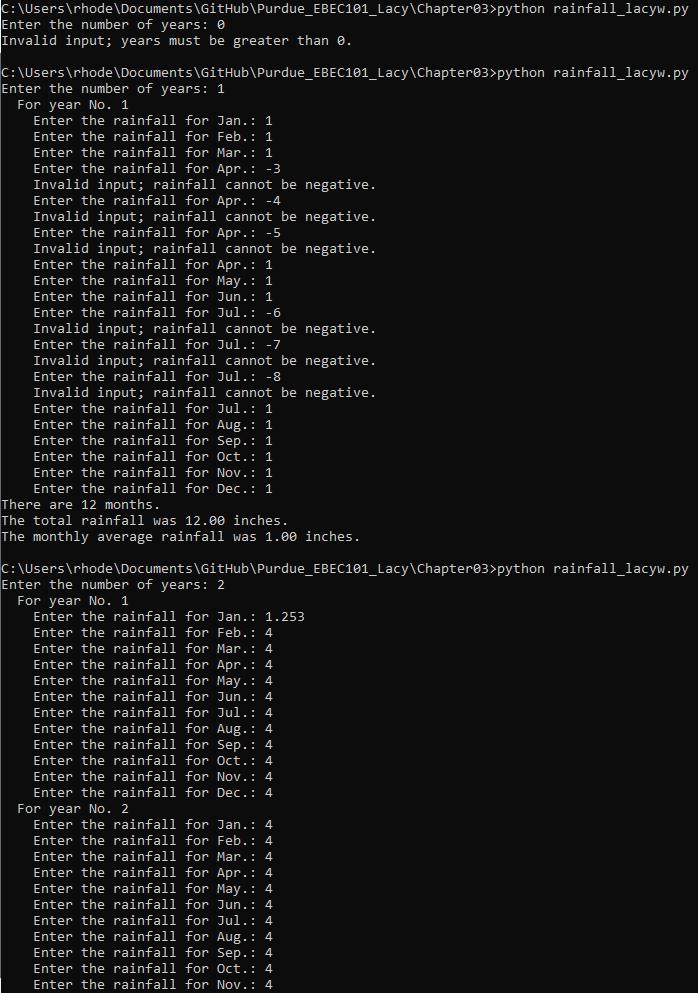 C:\Users\rhode\Documents\GitHub\Purdue_EBEC101_Lacy\Chapter03>python rainfall_lacyw.py
Enter the number of years: 0
Invalid input; years must be greater than 0.
C:\Users\rhode\Documents\GitHub\Purdue_EBEC101_Lacy\Chapter03>python rainfall_lacyw.py
Enter the number of years: 1
For year No. 1
Enter the rainfall for Jan.: 1
Enter the rainfall for Feb.: 1
Enter the rainfall for Mar.: 1
Enter the rainfall for Apr.: -3
Invalid input; rainfall cannot be negative.
Enter the rainfall for Apr.: -4
Invalid input; rainfall cannot be negative.
Enter the rainfall for Apr.: -5
Invalid input; rainfall cannot be negative.
Enter the rainfall for Apr.: 1
Enter the rainfall for May.: 1
Enter the rainfall for Jun.: 1
Enter the rainfall for Jul.: -6
Invalid input; rainfall cannot be negative.
Enter the rainfall for Jul.: -7
Invalid input; rainfall cannot be negative.
Enter the rainfall for Jul.: -8
Invalid input; rainfall cannot be negative.
Enter the rainfall for Jul.: 1
Enter the rainfall for Aug.: 1
Enter the rainfall for Sep.: 1
Enter the rainfall for Oct.: 1
Enter the rainfall for Nov.: 1
Enter the rainfall for Dec.: 1
There are 12 months.
The total rainfall was 12.00 inches.
The monthly average rainfall was 1.00 inches.
C:\Users\rhode\Documents\GitHub\Purdue_EBEC101_Lacy\Chapter03>python rainfall_lacyw.py
Enter the number of years: 2
For year No. 1
Enter the rainfall for Jan.: 1.253
Enter the rainfall for Feb.: 4
Enter the rainfall for Mar.: 4
Enter the rainfall for Apr.: 4
Enter the rainfall for May.: 4
Enter the rainfall for Jun.: 4
Enter the rainfall for Jul.: 4
Enter the rainfall for Aug.: 4
Enter the rainfall for Sep.: 4
Enter the rainfall for Oct.: 4
Enter the rainfall for Nov.: 4
Enter the rainfall for Dec.: 4
For year No. 2
Enter the rainfall for Jan.: 4
Enter the rainfall for Feb.: 4
Enter the rainfall for Mar.: 4
Enter the rainfall for Apr.: 4
Enter the rainfall for May.: 4
Enter the rainfall for Jun.: 4
Enter the rainfall for Jul.: 4
Enter the rainfall for Aug.: 4
Enter the rainfall for Sep.: 4
Enter the rainfall for Oct.: 4
Enter the rainfall for Nov.: 4